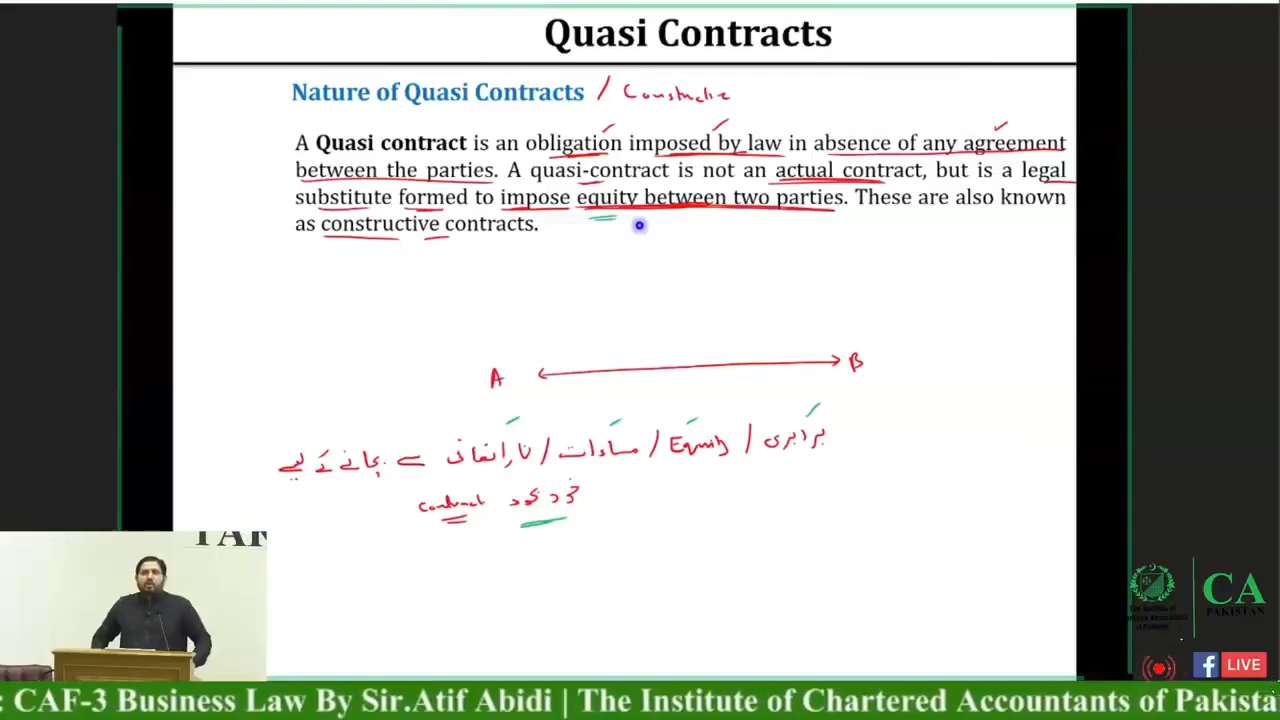 Quasi Contracts
Nature of Quasi Contracts / Constructive
A Quasi contract is an obligation imposed by law in absence of any agreement
between the parties. A quasi-contract is not an actual contract, but is a legal
substitute formed to impose equity between two parties. These are also known
as constructive contracts.
A B
برابری / Equity / مساوات / ناانصافی سے بچانے کے لیے
خود بخود contract
CA
PAKISTAN
LIVE
: CAF-3 Business Law By Sir.Atif Abidi | The Institute of Chartered Accountants of Pakista